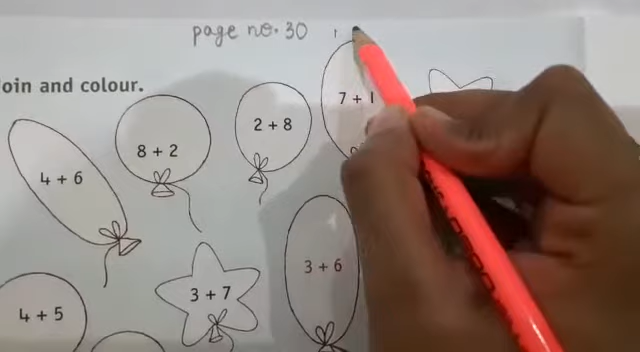 page no. 30
oin and colour.
7 + 1
2 + 8
8 + 2
4 + 6
3 + 6
3 + 7
4 + 5